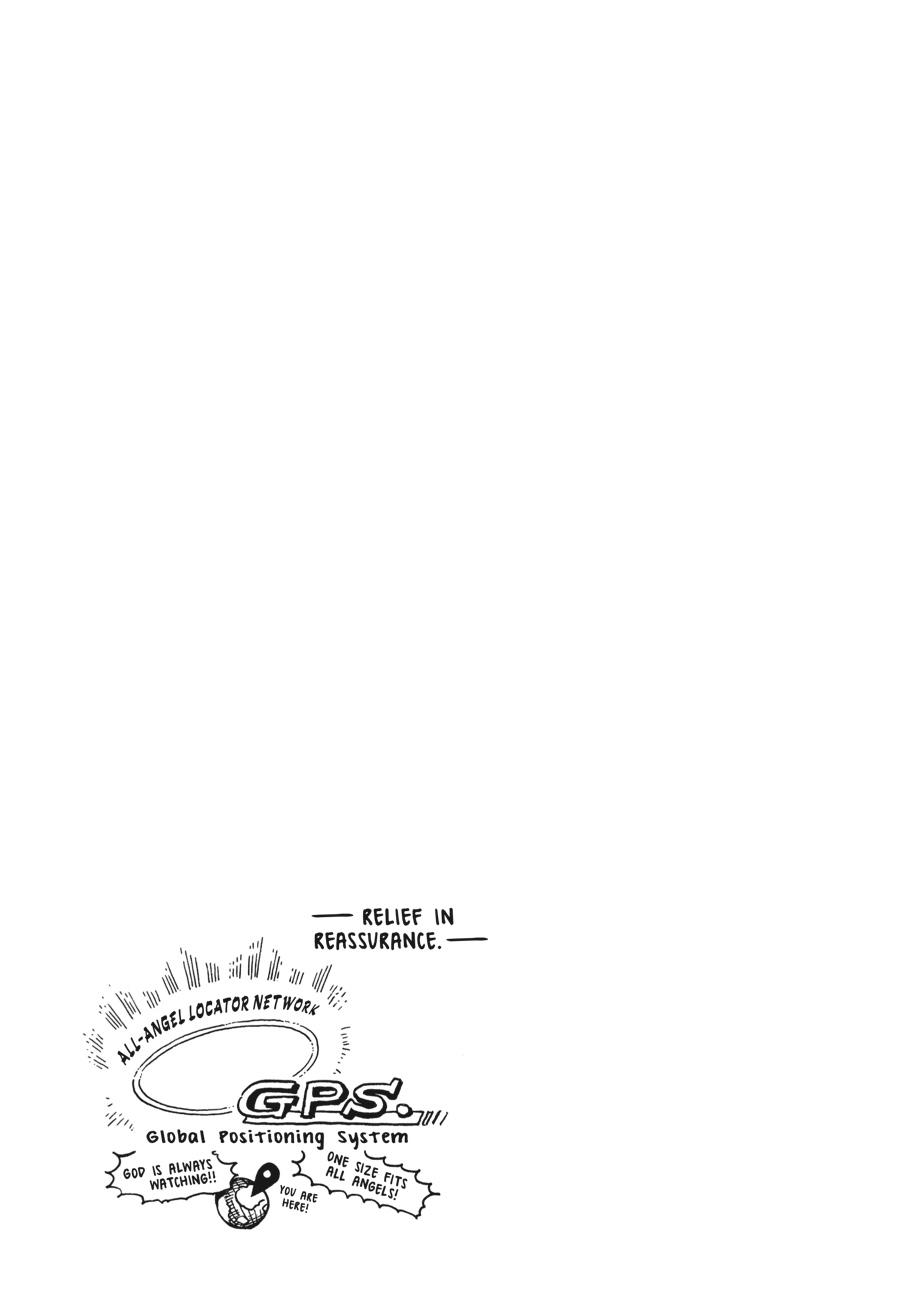 RELIEF IN
REASSURANCE.
ALL-ANGEL LOCATOR NETWORK
GPS.
Global Positioning System
GOD IS ALWAYS
WATCHING!!
YOU ARE
HERE!
ONE SIZE FITS
ALL ANGELS!